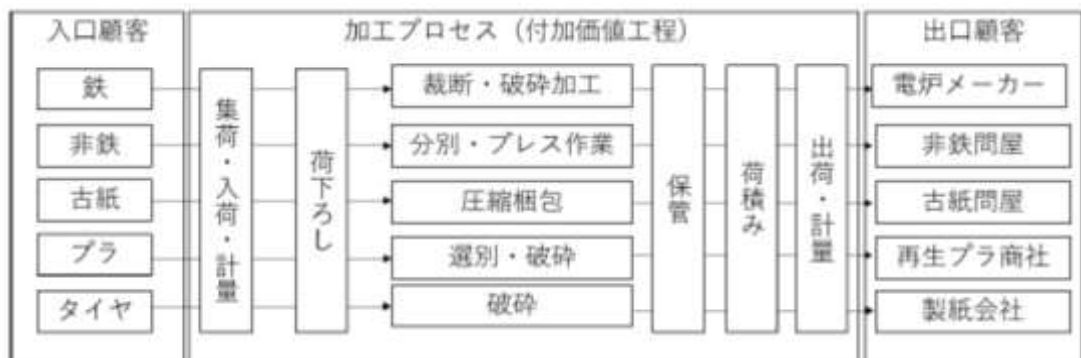 入口顧客
加工プロセス（付加価値工程）
出口顧客
鉄
非鉄
古紙
プラ
タイヤ
集荷・入荷・計量
荷下ろし
裁断・破砕加工
分別・プレス作業
圧縮梱包
選別・破砕
破砕
保管
荷積み
出荷・計量
電炉メーカー
非鉄問屋
古紙問屋
再生プラ商社
製紙会社